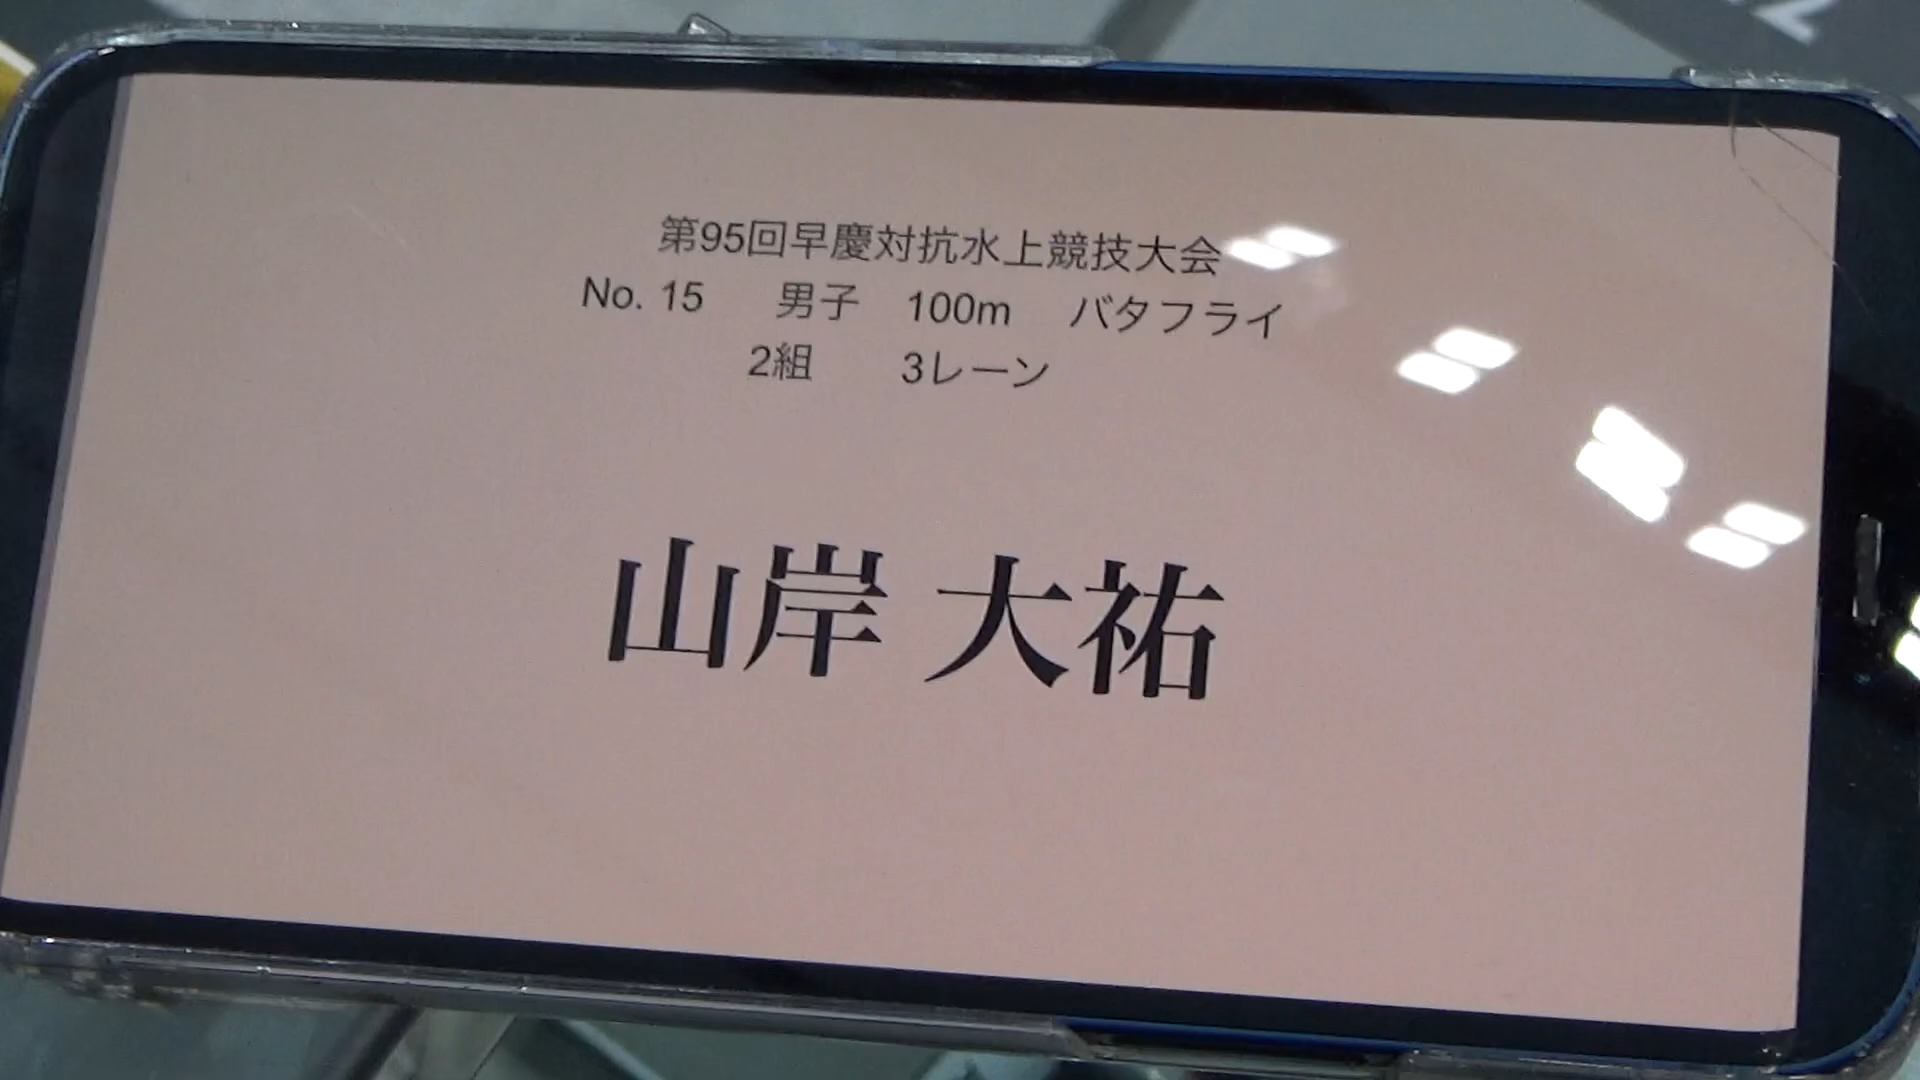 第95回早慶対抗水上競技大会
No. 15 男子 100m バタフライ
2組 3レーン
山岸 大祐